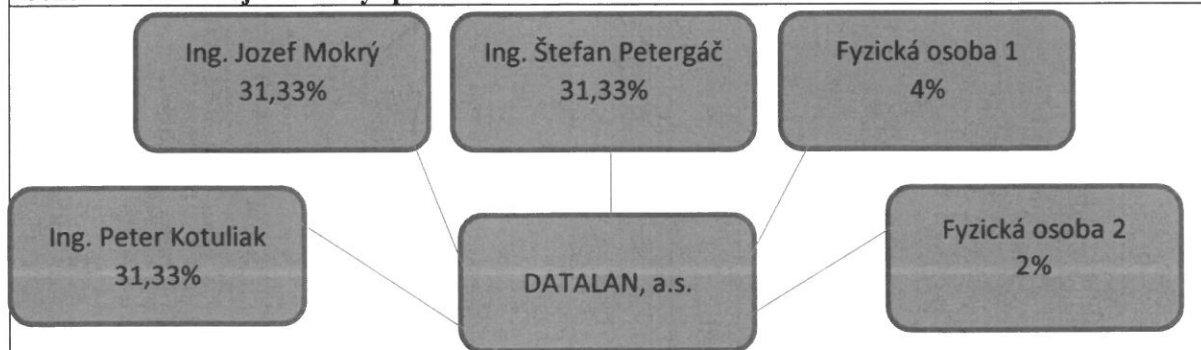 Ing. Jozef Mokrý
31,33%
Ing. Štefan Petergáč
31,33%
Fyzická osoba 1
4%
Ing. Peter Kotuliak
31,33%
DATALAN, a.s.
Fyzická osoba 2
2%